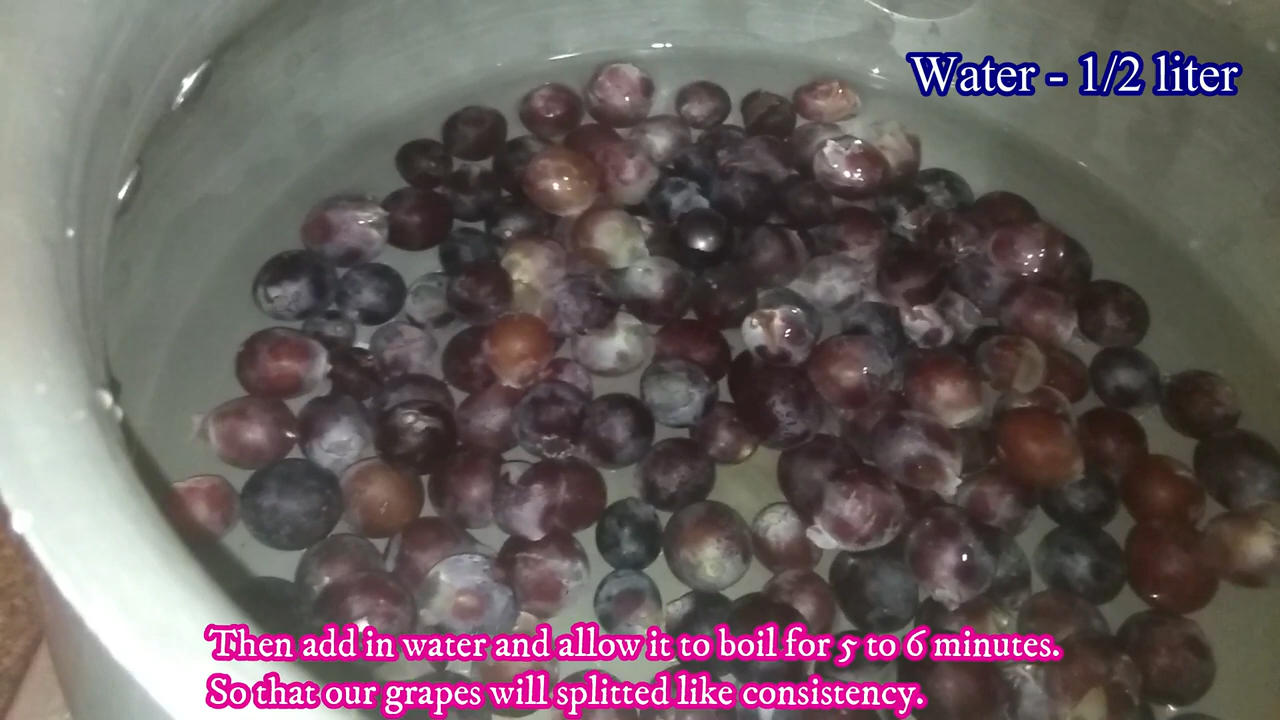 Water - 1/2 liter
Then add in water and allow it to boil for 5 to 6 minutes.
So that our grapes will splitted like consistency.